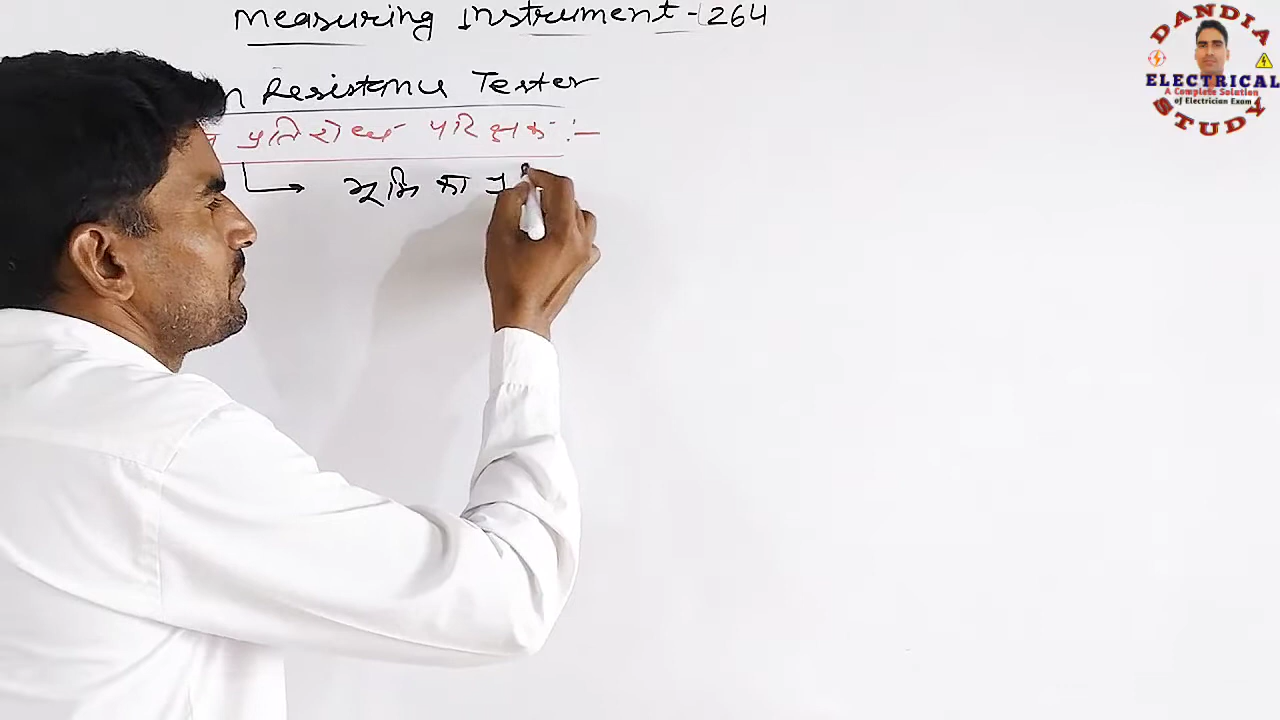 Measuring Instrument-264
n Resistance Tester
प्रतिरोध परिक्षक :—
भूमि का
DANDIA
ELECTRICAL
A Complete Solution
of Electrician Exam
STUDY